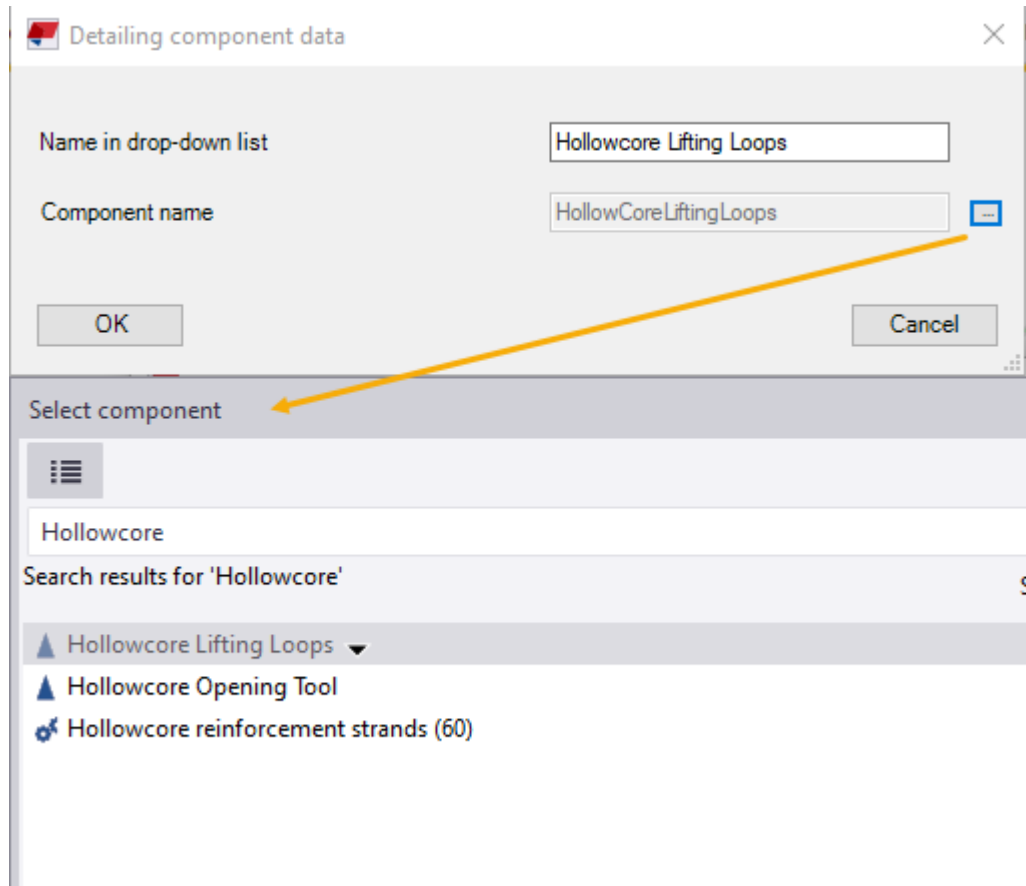 Detailing component data
Name in drop-down list Hollowcore Lifting Loops
Component name HollowCoreLiftingLoops ...
OK Cancel
Select component
Hollowcore
Search results for 'Hollowcore'
Hollowcore Lifting Loops
Hollowcore Opening Tool
Hollowcore reinforcement strands (60)